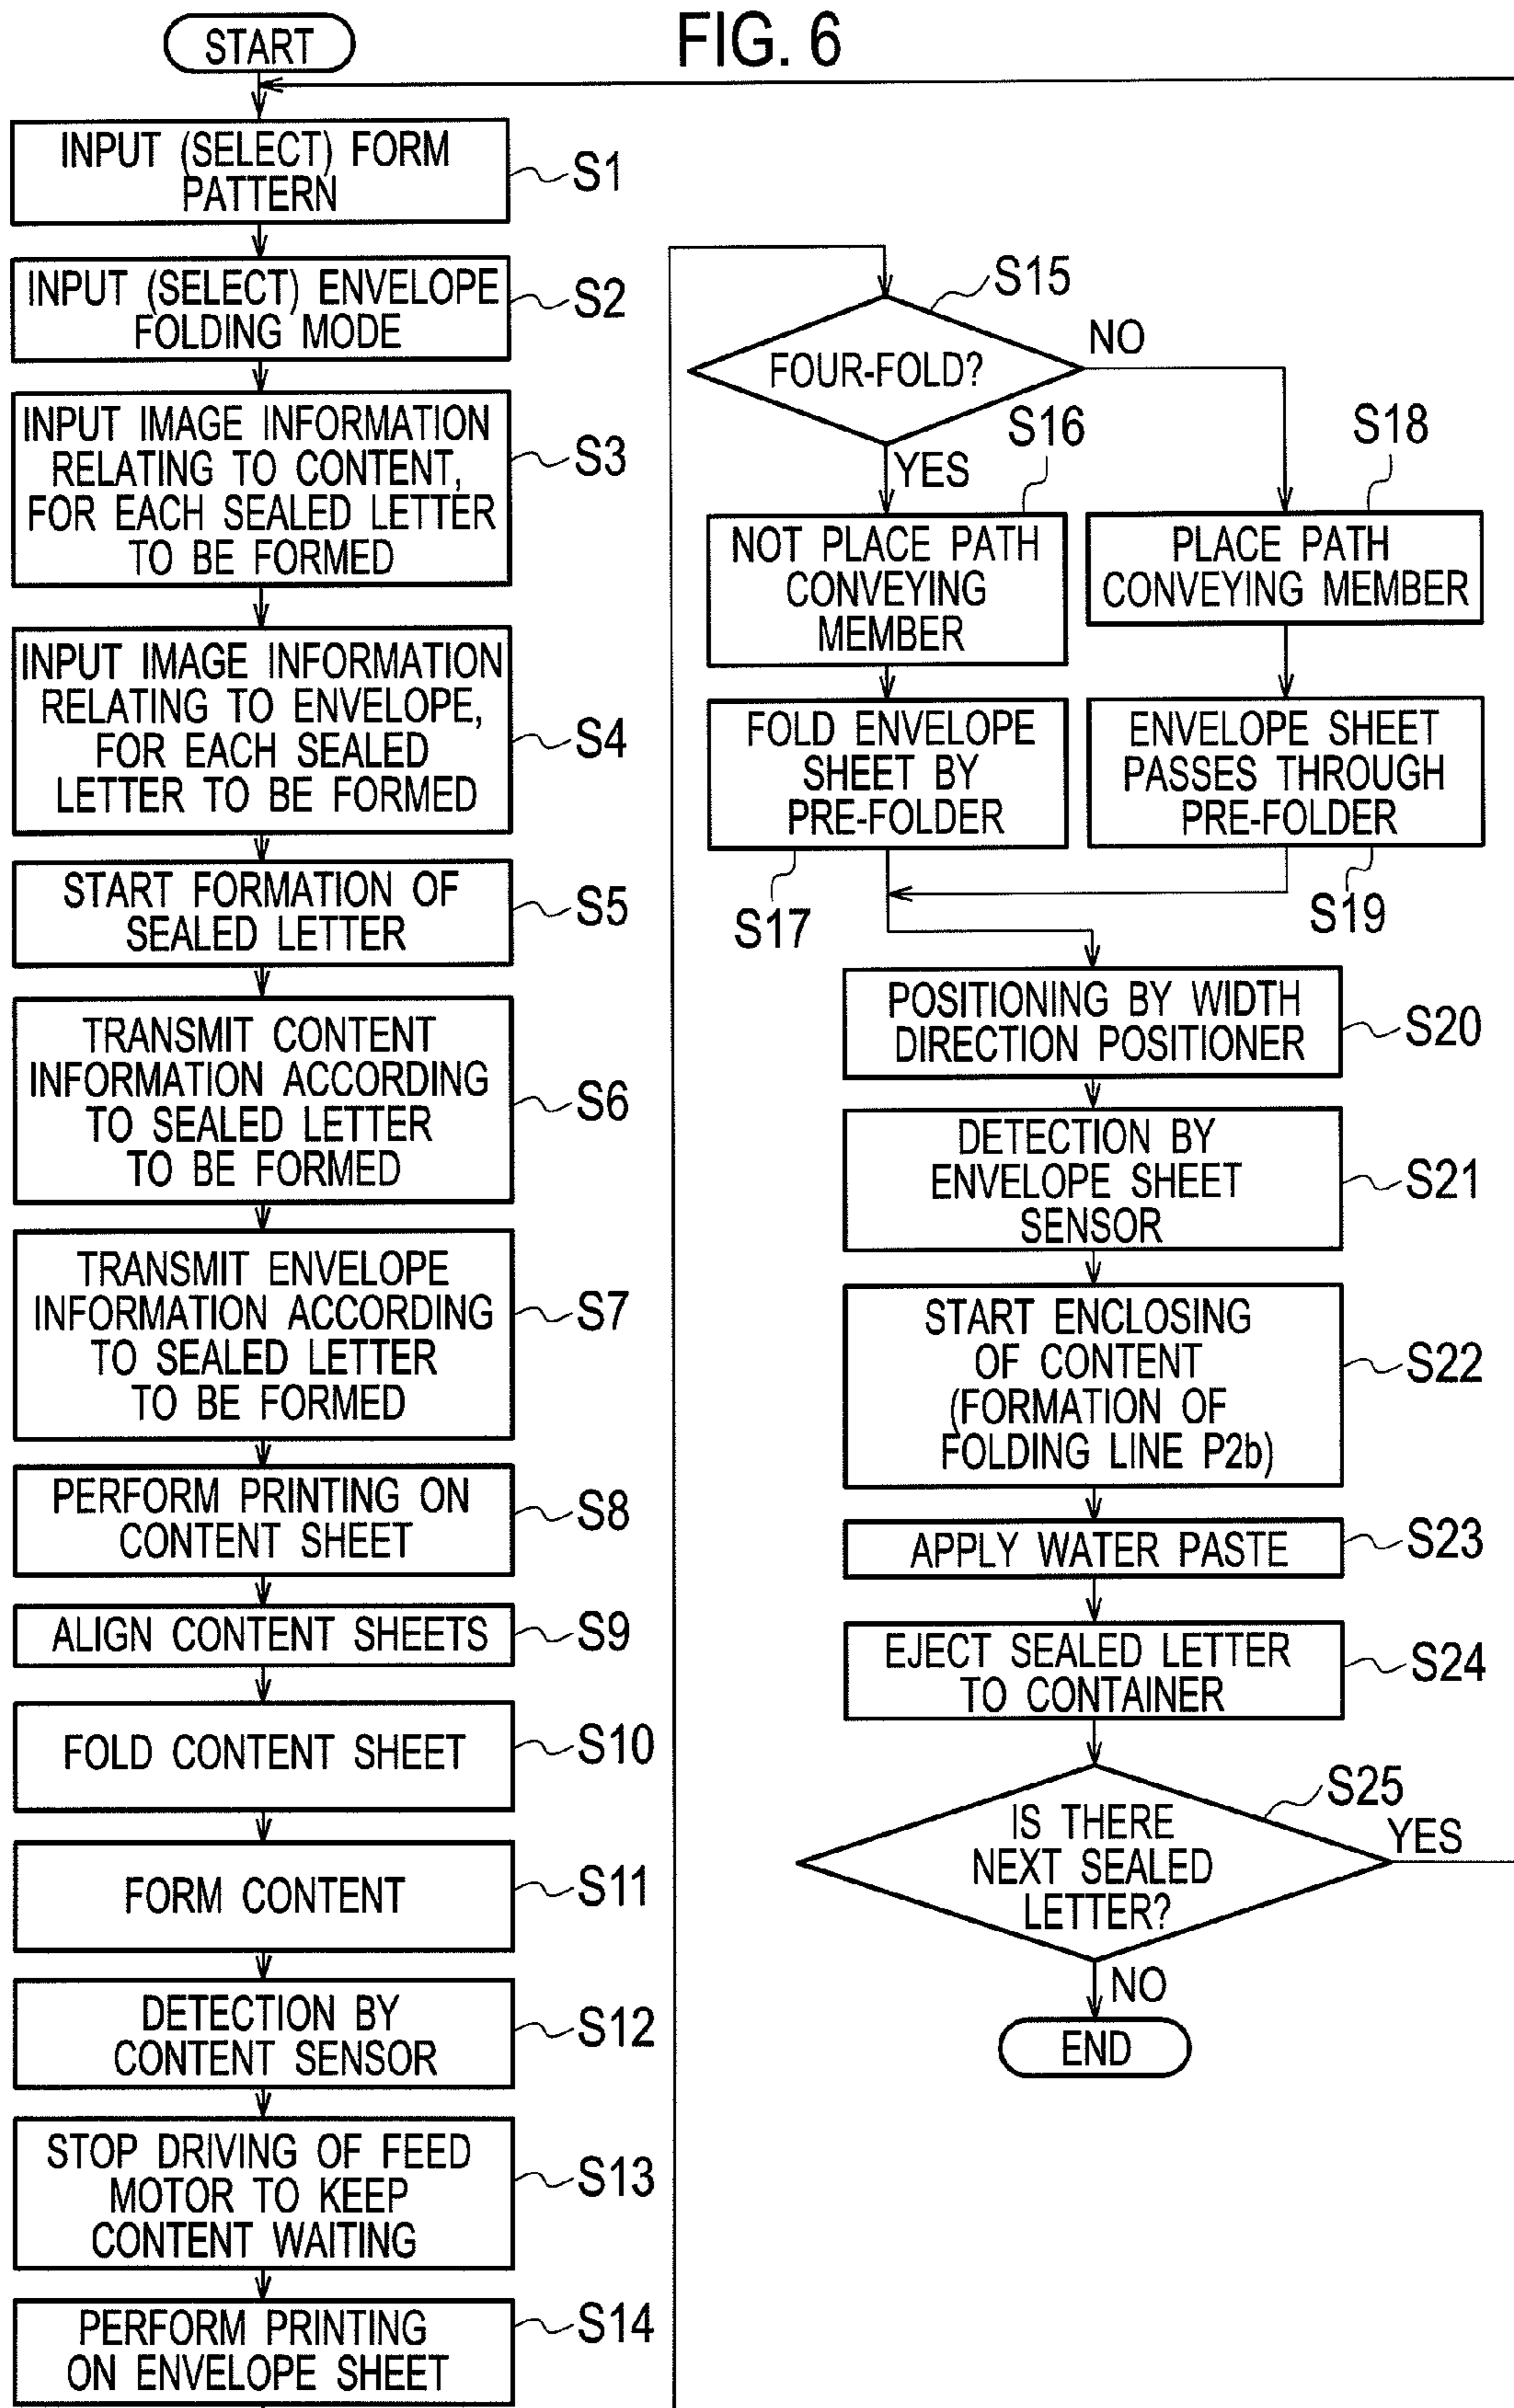 FIG. 6
START
INPUT (SELECT) FORM
PATTERN
S1
INPUT (SELECT) ENVELOPE
FOLDING MODE
S2
INPUT IMAGE INFORMATION
RELATING TO CONTENT,
FOR EACH SEALED LETTER
TO BE FORMED
S3
INPUT IMAGE INFORMATION
RELATING TO ENVELOPE,
FOR EACH SEALED
LETTER TO BE FORMED
S4
START FORMATION OF
SEALED LETTER
S5
TRANSMIT CONTENT
INFORMATION ACCORDING
TO SEALED LETTER
TO BE FORMED
S6
TRANSMIT ENVELOPE
INFORMATION ACCORDING
TO SEALED LETTER
TO BE FORMED
S7
PERFORM PRINTING ON
CONTENT SHEET
S8
ALIGN CONTENT SHEETS
S9
FOLD CONTENT SHEET
S10
FORM CONTENT
S11
DETECTION BY
CONTENT SENSOR
S12
STOP DRIVING OF FEED
MOTOR TO KEEP
CONTENT WAITING
S13
PERFORM PRINTING
ON ENVELOPE SHEET
S14
S15
FOUR-FOLD?
NO
YES
S16
NOT PLACE PATH
CONVEYING
MEMBER
S18
PLACE PATH
CONVEYING MEMBER
FOLD ENVELOPE
SHEET BY
PRE-FOLDER
S17
ENVELOPE SHEET
PASSES THROUGH
PRE-FOLDER
S19
POSITIONING BY WIDTH
DIRECTION POSITIONER
S20
DETECTION BY
ENVELOPE SHEET
SENSOR
S21
START ENCLOSING
OF CONTENT
(FORMATION OF
FOLDING LINE P2b)
S22
APPLY WATER PASTE
S23
EJECT SEALED LETTER
TO CONTAINER
S24
S25
IS THERE
NEXT SEALED
LETTER?
YES
NO
END